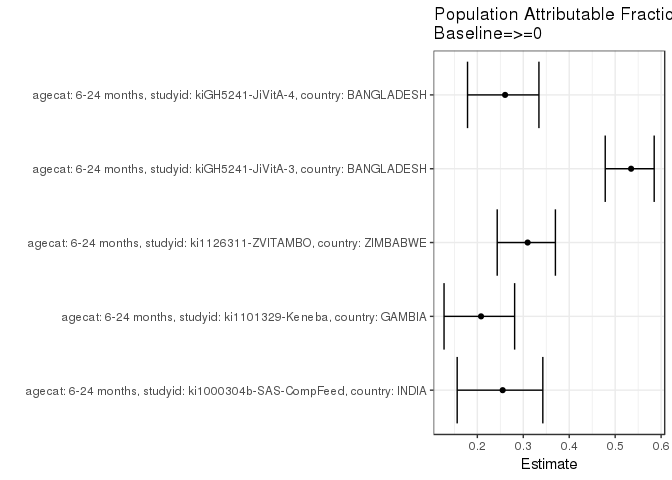 Population Attributable Fractio
Baseline=>=0
agecat: 6-24 months, studyid: kiGH5241-JiVitA-4, country: BANGLADESH
agecat: 6-24 months, studyid: kiGH5241-JiVitA-3, country: BANGLADESH
agecat: 6-24 months, studyid: ki1126311-ZVITAMBO, country: ZIMBABWE
agecat: 6-24 months, studyid: ki1101329-Keneba, country: GAMBIA
agecat: 6-24 months, studyid: ki1000304b-SAS-CompFeed, country: INDIA
0.2 0.3 0.4 0.5 0.6
Estimate